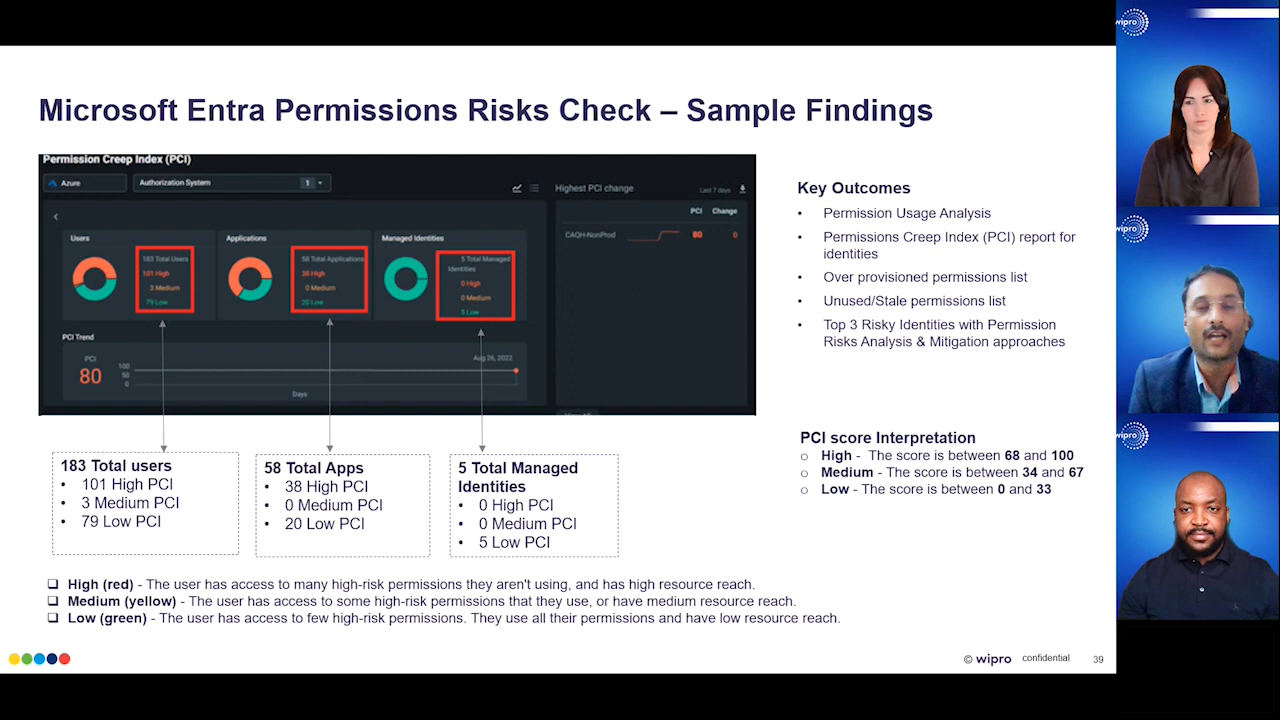 Microsoft Entra Permissions Risks Check – Sample Findings
Permission Creep Index (PCI)
Azure
Authorization System
1
Highest PCI change
Last 7 days
PCI Change
CAQH-NonProd 80 0
Users
183 Total Users
101 High
3 Medium
79 Low
Applications
58 Total Applications
38 High
0 Medium
20 Low
Managed Identities
5 Total Managed
Identities
0 High
0 Medium
5 Low
PCI Trend
PCI
80
100
50
0
Aug 26, 2022
Days
183 Total users
• 101 High PCI
• 3 Medium PCI
• 79 Low PCI
58 Total Apps
• 38 High PCI
• 0 Medium PCI
• 20 Low PCI
5 Total Managed
Identities
• 0 High PCI
• 0 Medium PCI
• 5 Low PCI
Key Outcomes
• Permission Usage Analysis
• Permissions Creep Index (PCI) report for
identities
• Over provisioned permissions list
• Unused/Stale permissions list
• Top 3 Risky Identities with Permission
Risks Analysis & Mitigation approaches
PCI score Interpretation
o High - The score is between 68 and 100
o Medium - The score is between 34 and 67
o Low - The score is between 0 and 33
❑ High (red) - The user has access to many high-risk permissions they aren't using, and has high resource reach.
❑ Medium (yellow) - The user has access to some high-risk permissions that they use, or have medium resource reach.
❑ Low (green) - The user has access to few high-risk permissions. They use all their permissions and have low resource reach.
© wipro confidential 39
wipro
wipro
wipro